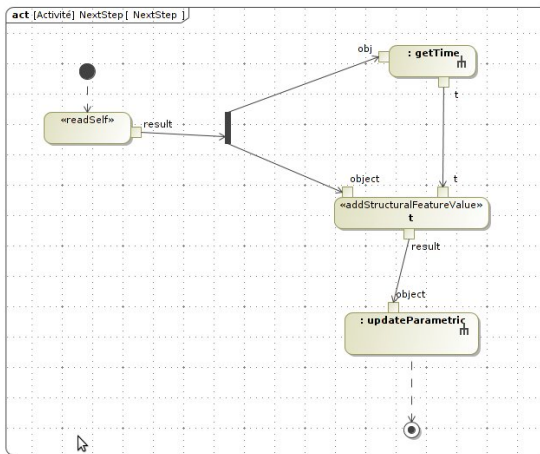 act [Activité] NextStep [ NextStep ]
obj
: getTime
t
«readSelf»
result
object
t
«addStructuralFeatureValue»
t
result
object
: updateParametric